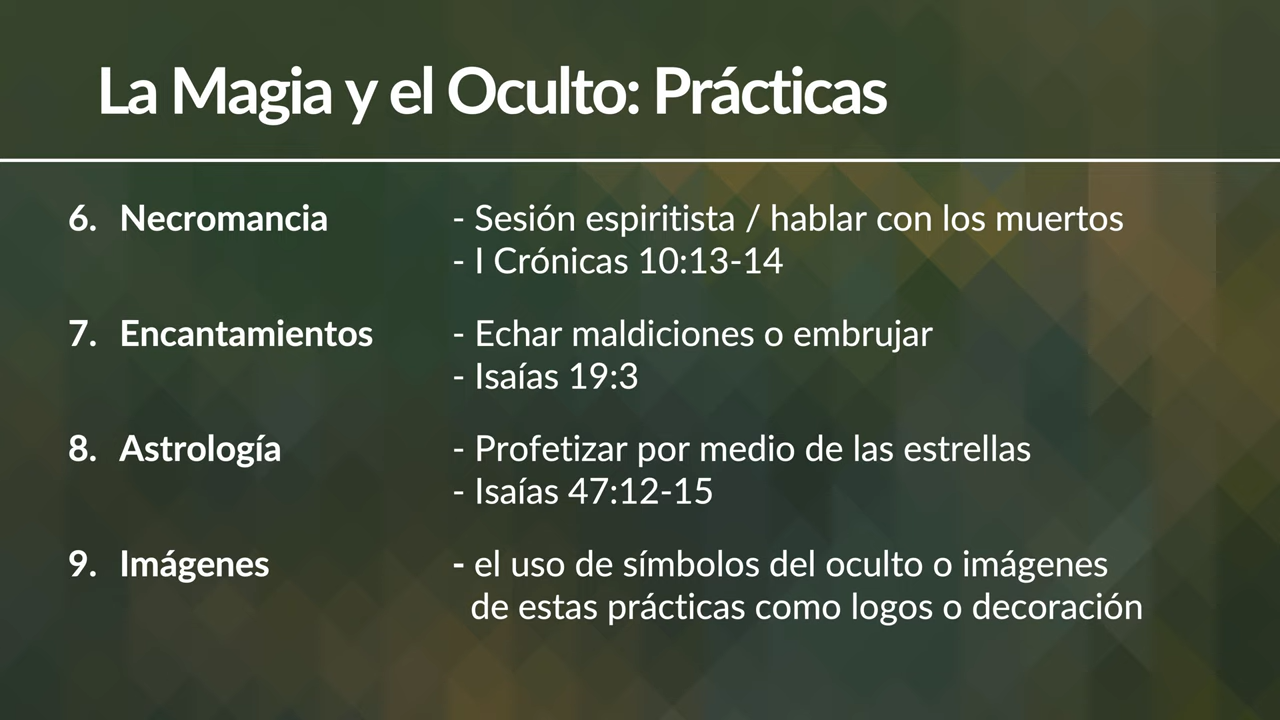 La Magia y el Oculto: Prácticas
6. Necromancia - Sesión espiritista / hablar con los muertos
- I Crónicas 10:13-14
7. Encantamientos - Echar maldiciones o embrujar
- Isaías 19:3
8. Astrología - Profetizar por medio de las estrellas
- Isaías 47:12-15
9. Imágenes - el uso de símbolos del oculto o imágenes
de estas prácticas como logos o decoración